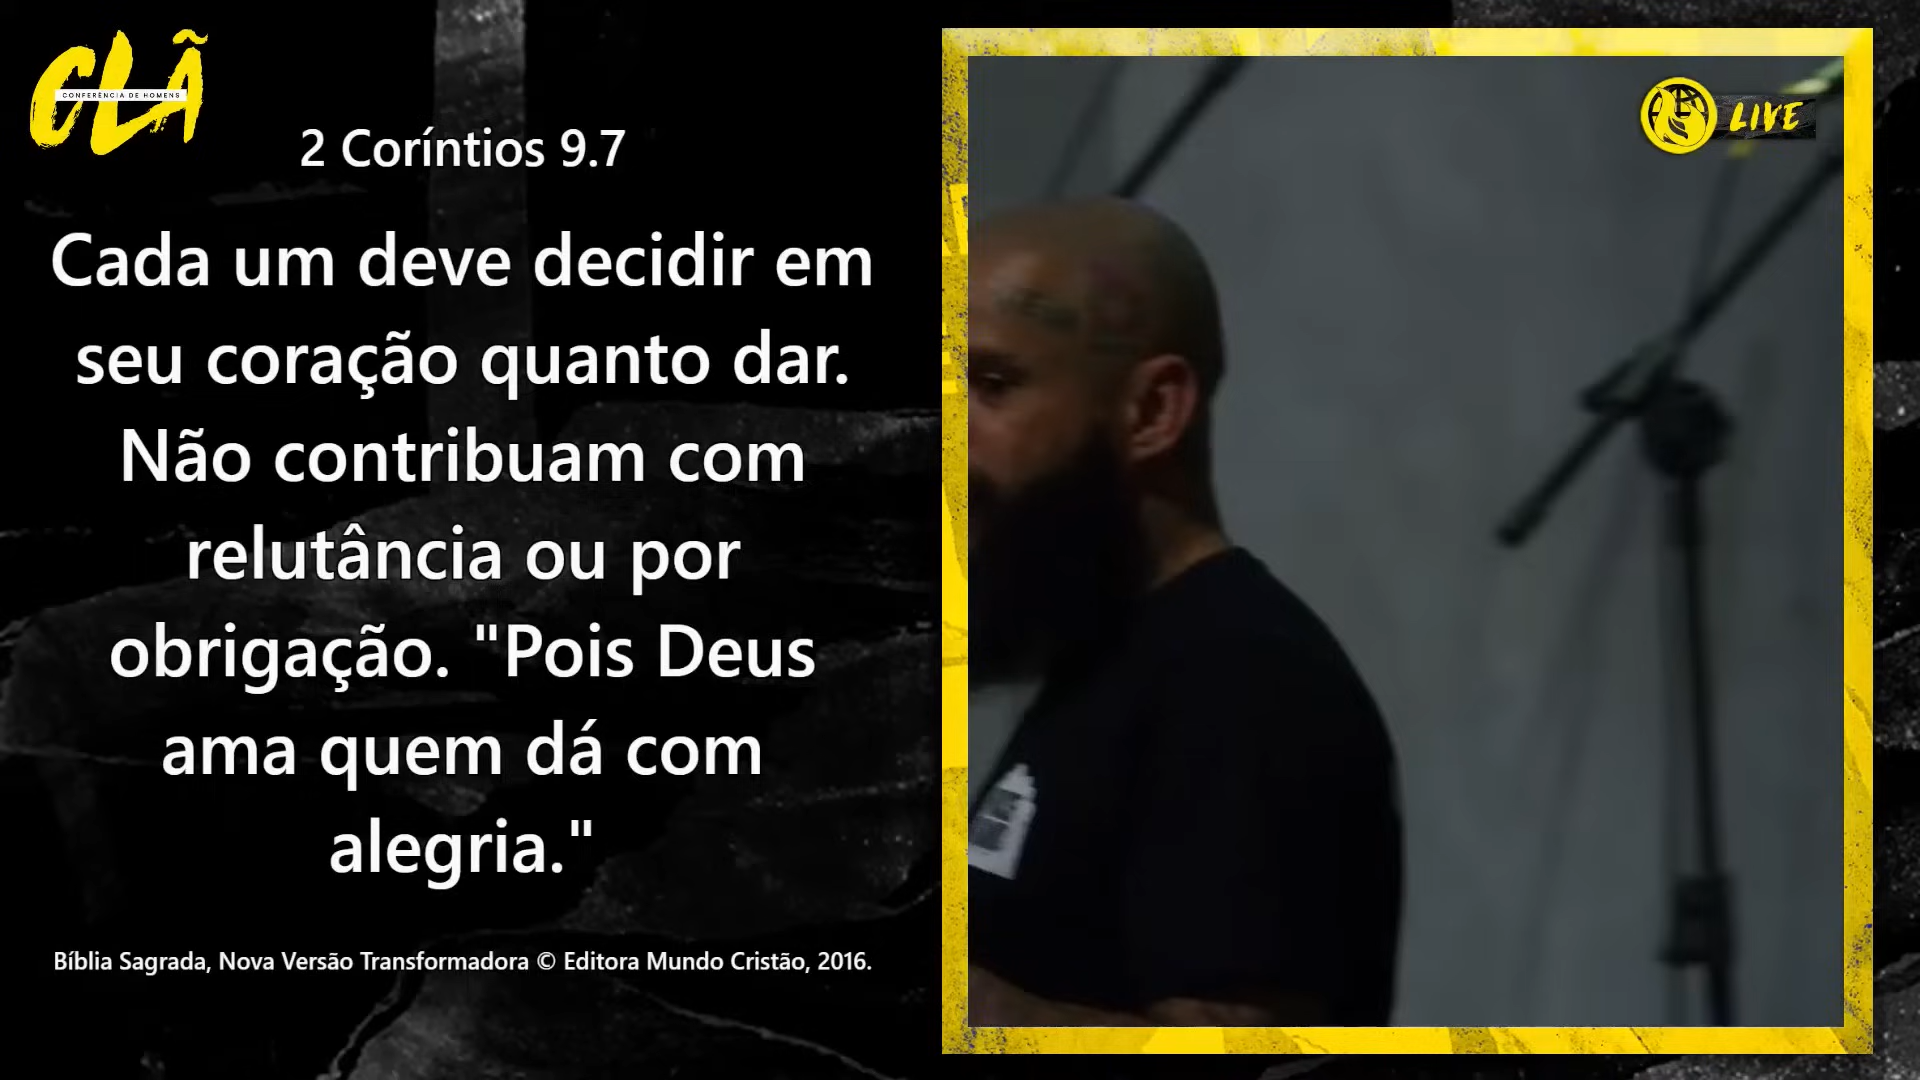 CLÃ
CONFERÊNCIA DE HOMENS
2 Coríntios 9.7
Cada um deve decidir em
seu coração quanto dar.
Não contribuam com
relutância ou por
obrigação. "Pois Deus
ama quem dá com
alegria."
Bíblia Sagrada, Nova Versão Transformadora © Editora Mundo Cristão, 2016.
LIVE